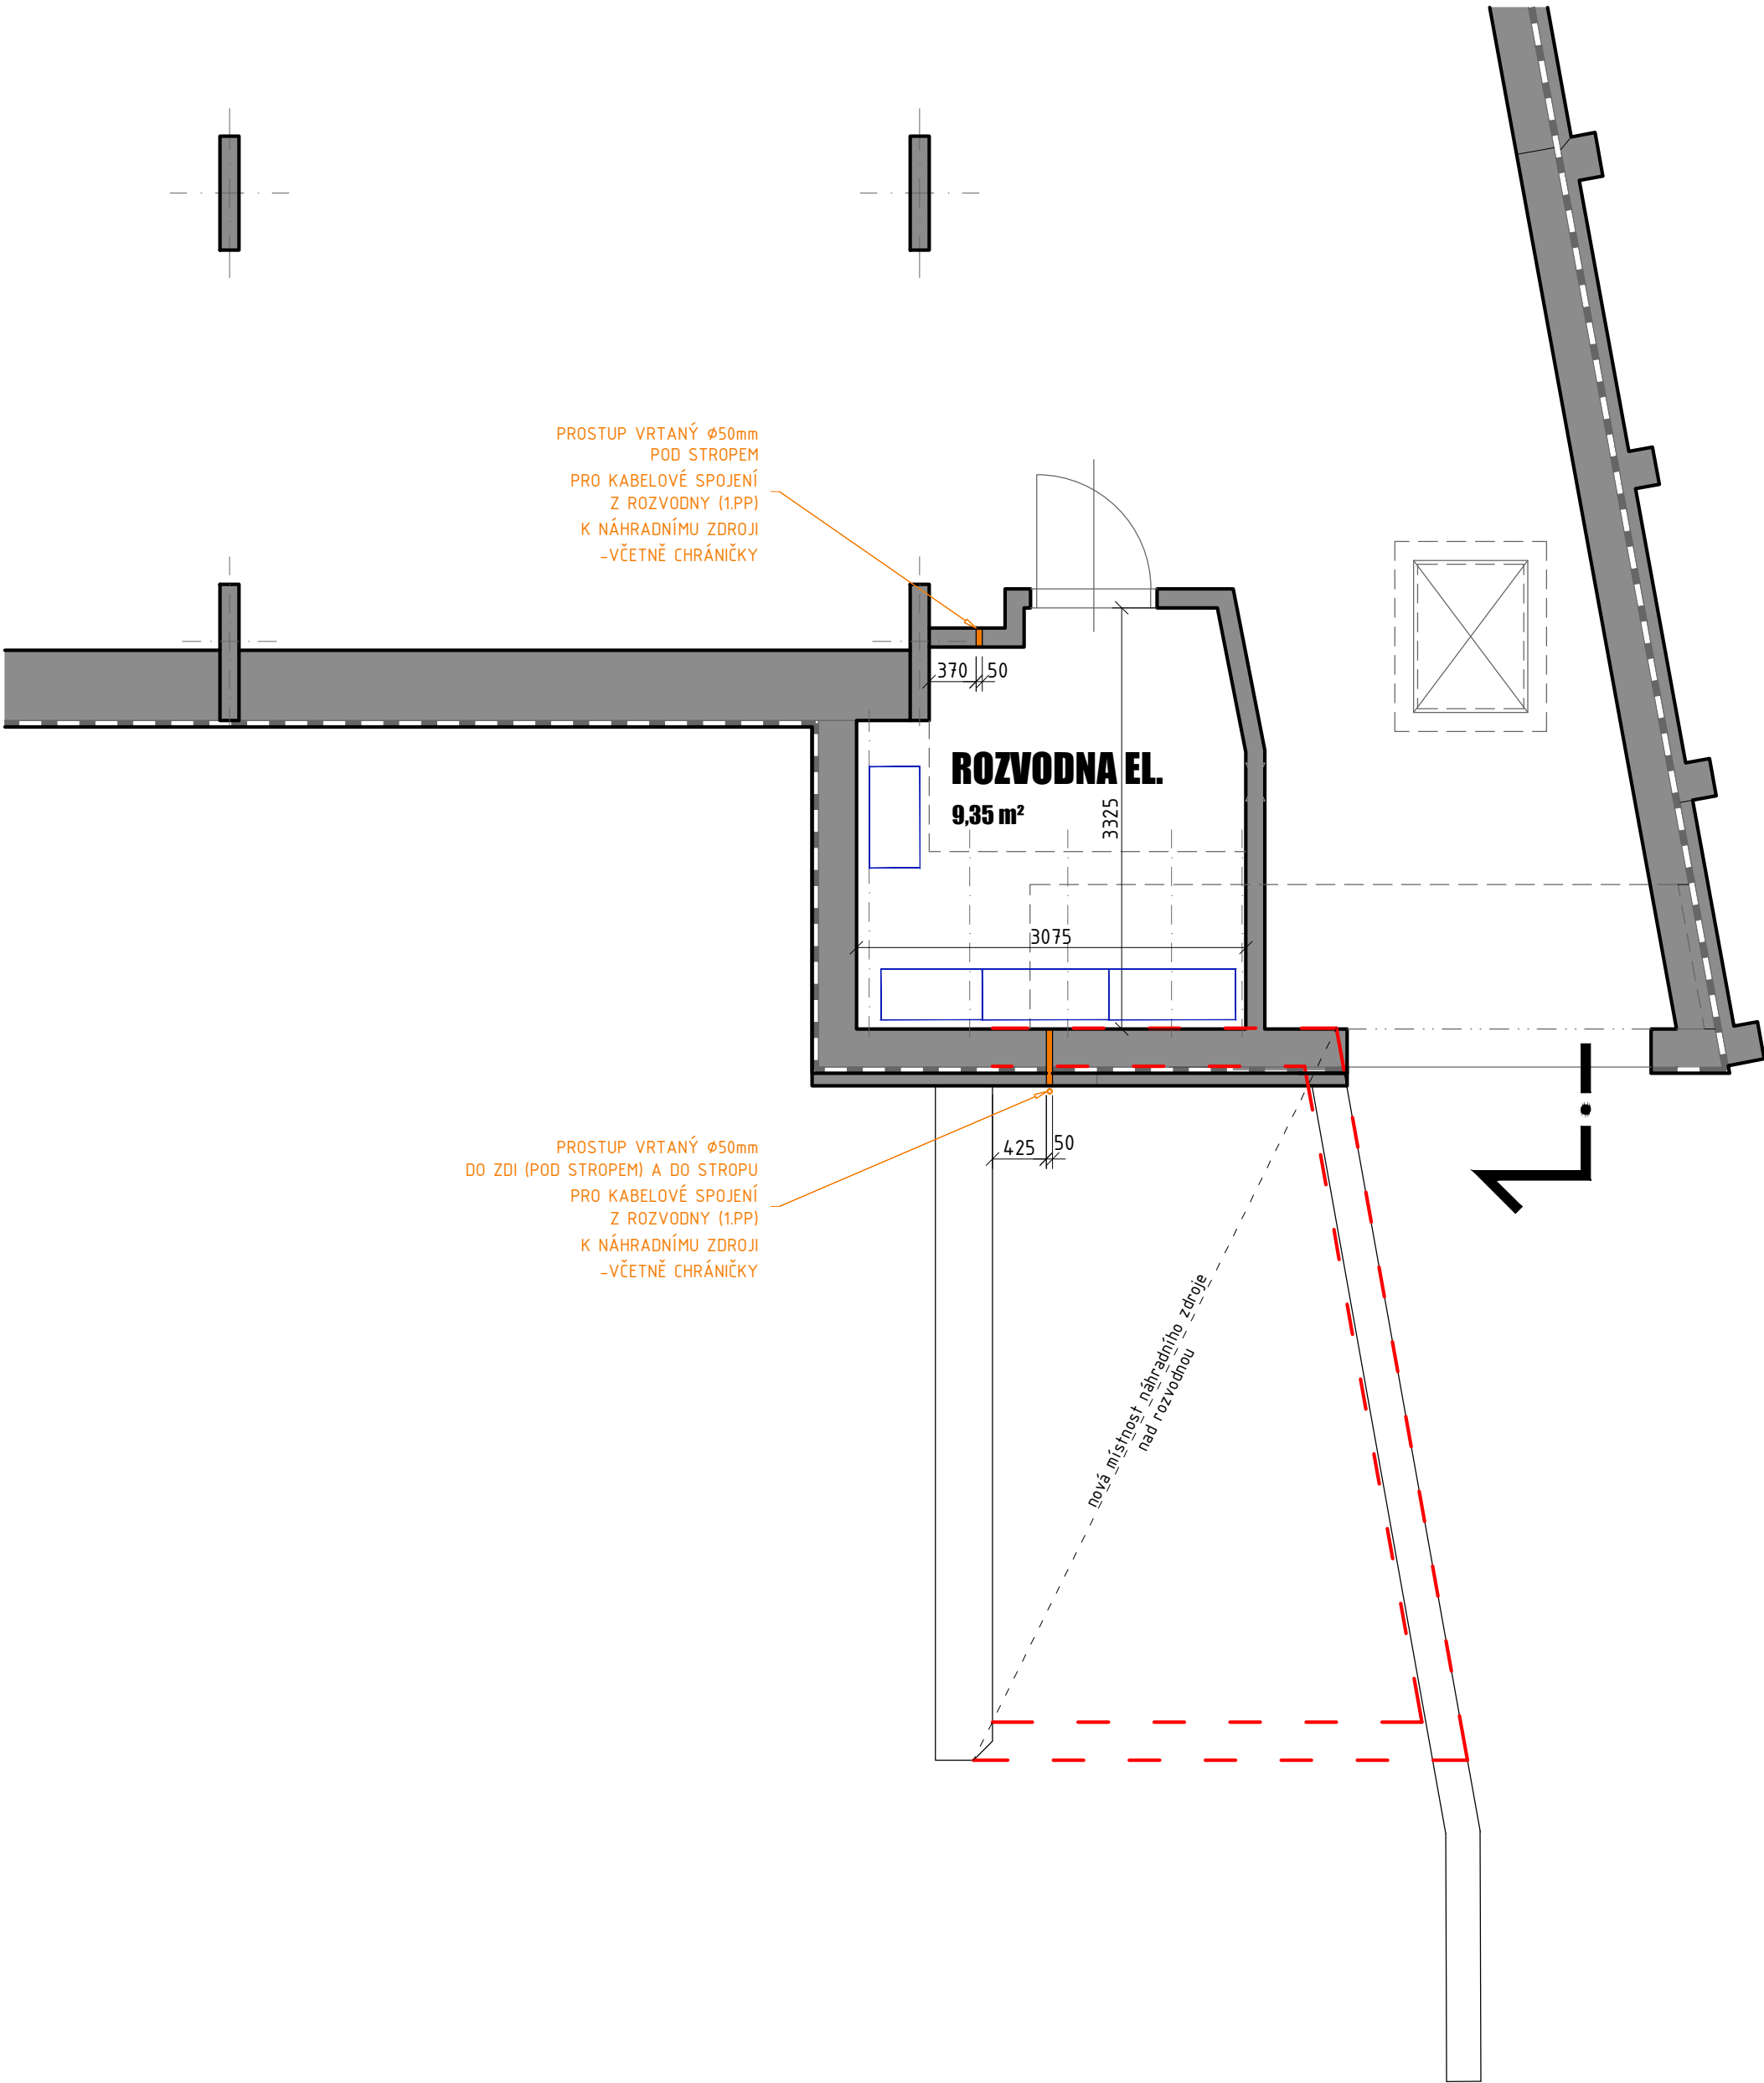 PROSTUP VRTANÝ Ø50mm
POD STROPEM
PRO KABELOVÉ SPOJENÍ
Z ROZVODNY (1.PP)
K NÁHRADNÍMU ZDROJI
-VČETNĚ CHRÁNIČKY
370
50
ROZVODNA EL.
9,35 m²
3325
3075
PROSTUP VRTANÝ Ø50mm
DO ZDI (POD STROPEM) A DO STROPU
PRO KABELOVÉ SPOJENÍ
Z ROZVODNY (1.PP)
K NÁHRADNÍMU ZDROJI
-VČETNĚ CHRÁNIČKY
425
50
nová místnost náhradního zdroje
nad rozvodnou